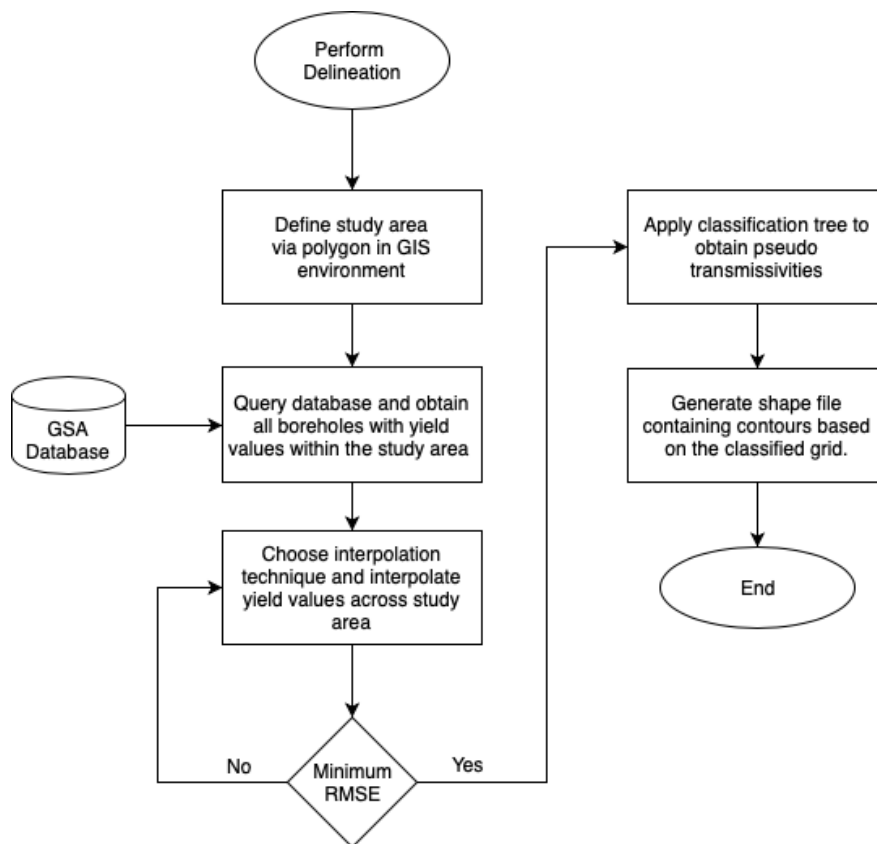 Perform
Delineation
Define study area
via polygon in GIS
environment
GSA
Database
Query database and obtain
all boreholes with yield
values within the study area
Choose interpolation
technique and interpolate
yield values across study
area
No
Minimum
RMSE
Yes
Apply classification tree to
obtain pseudo
transmissivities
Generate shape file
containing contours based
on the classified grid.
End